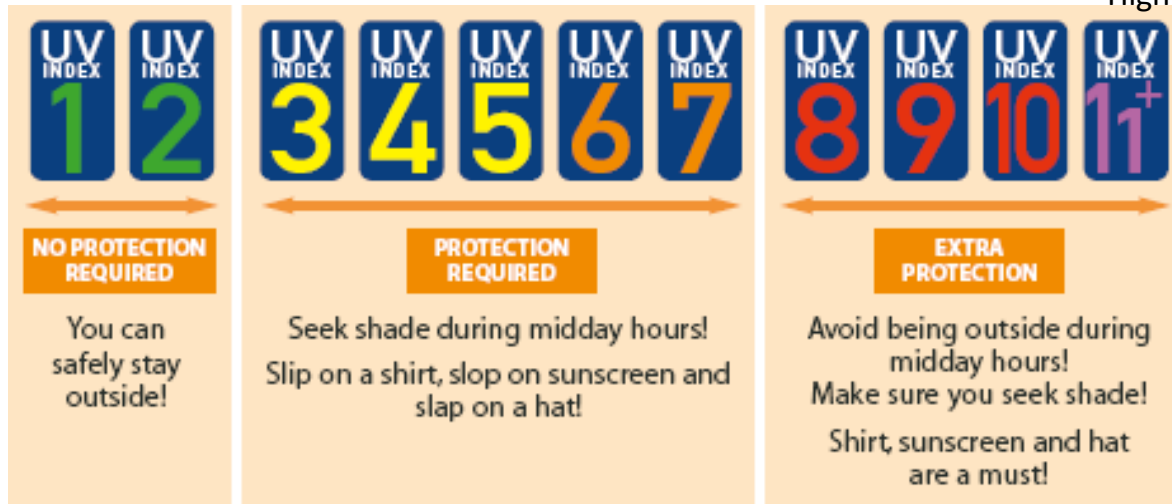 High
UV
INDEX
1
UV
INDEX
2
NO PROTECTION
REQUIRED
You can
safely stay
outside!
UV
INDEX
3
UV
INDEX
4
UV
INDEX
5
UV
INDEX
6
UV
INDEX
7
PROTECTION
REQUIRED
Seek shade during midday hours!
Slip on a shirt, slop on sunscreen and
slap on a hat!
UV
INDEX
8
UV
INDEX
9
UV
INDEX
10
UV
INDEX
11+
EXTRA
PROTECTION
Avoid being outside during
midday hours!
Make sure you seek shade!
Shirt, sunscreen and hat
are a must!